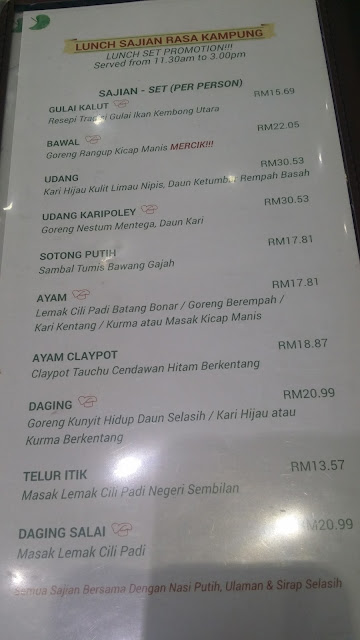 LUNCH SAJIAN RASA KAMPUNG
LUNCH SET PROMOTION!!!
Served from 11.30am to 3.00pm
SAJIAN - SET (PER PERSON)
GULAI KALUT RM15.69
Resepi Tradisi Gulai Ikan Kembong Utara
BAWAL RM22.05
Goreng Rangup Kicap Manis MERCIK!!!
UDANG RM30.53
Kari Hijau Kulit Limau Nipis, Daun Ketumbar, Rempah Basah
UDANG KARIPOLEY RM30.53
Goreng Nestum Mentega, Daun Kari
SOTONG PUTIH RM17.81
Sambal Tumis Bawang Gajah
AYAM RM17.81
Lemak Cili Padi Batang Bonar / Goreng Berempah /
Kari Kentang / Kurma atau Masak Kicap Manis
AYAM CLAYPOT RM18.87
Claypot Tauchu Cendawan Hitam Berkentang
DAGING RM20.99
Goreng Kunyit Hidup Daun Selasih / Kari Hijau atau
Kurma Berkentang
TELUR ITIK RM13.57
Masak Lemak Cili Padi Negeri Sembilan
DAGING SALAI RM20.99
Masak Lemak Cili Padi
Semua Sajian Bersama Dengan Nasi Putih, Ulaman & Sirap Selasih